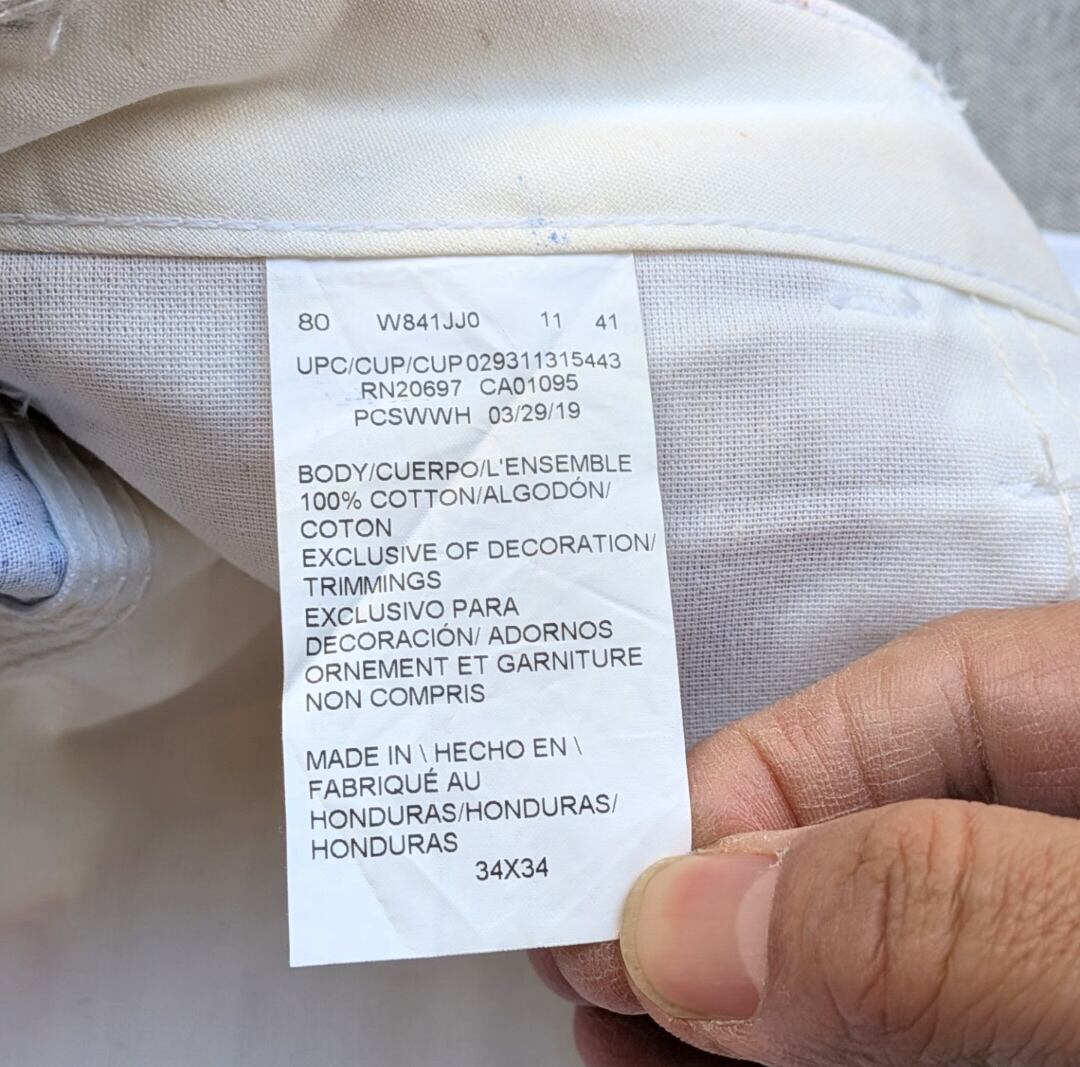 80 W841JJ0 11 41
UPC/CUP/CUP029311315443
RN20697 CA01095
PCSWWH 03/29/19
BODY/CUERPO/L'ENSEMBLE
100% COTTON/ALGODÓN/
COTON
EXCLUSIVE OF DECORATION/
TRIMMINGS
EXCLUSIVO PARA
DECORACIÓN/ ADORNOS
ORNEMENT ET GARNITURE
NON COMPRIS
MADE IN \ HECHO EN \
FABRIQUÉ AU
HONDURAS/HONDURAS/
HONDURAS
34X34